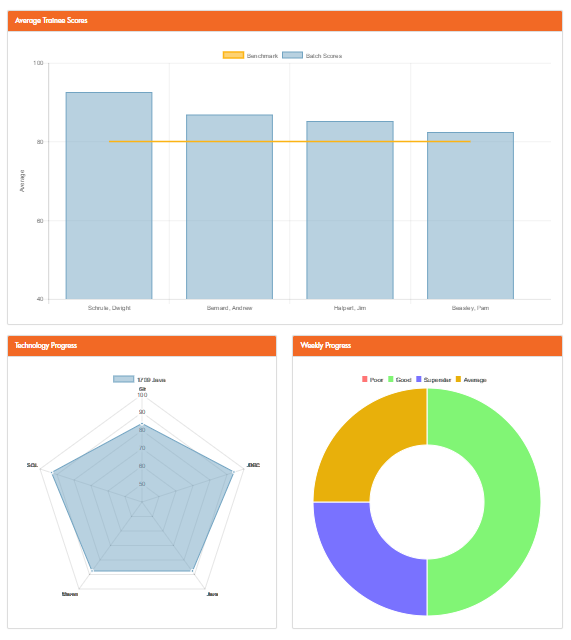 Average Trainee Scores
Benchmark Batch Scores
100
80
60
40
Average
Schrute, Dwight Bernard, Andrew Halpert, Jim Beasley, Pam
Technology Progress
1/09 Java
Git
100
90
80
70
60
50
SQL
JDBC
Maven
Java
Weekly Progress
Poor Good Superstar Average